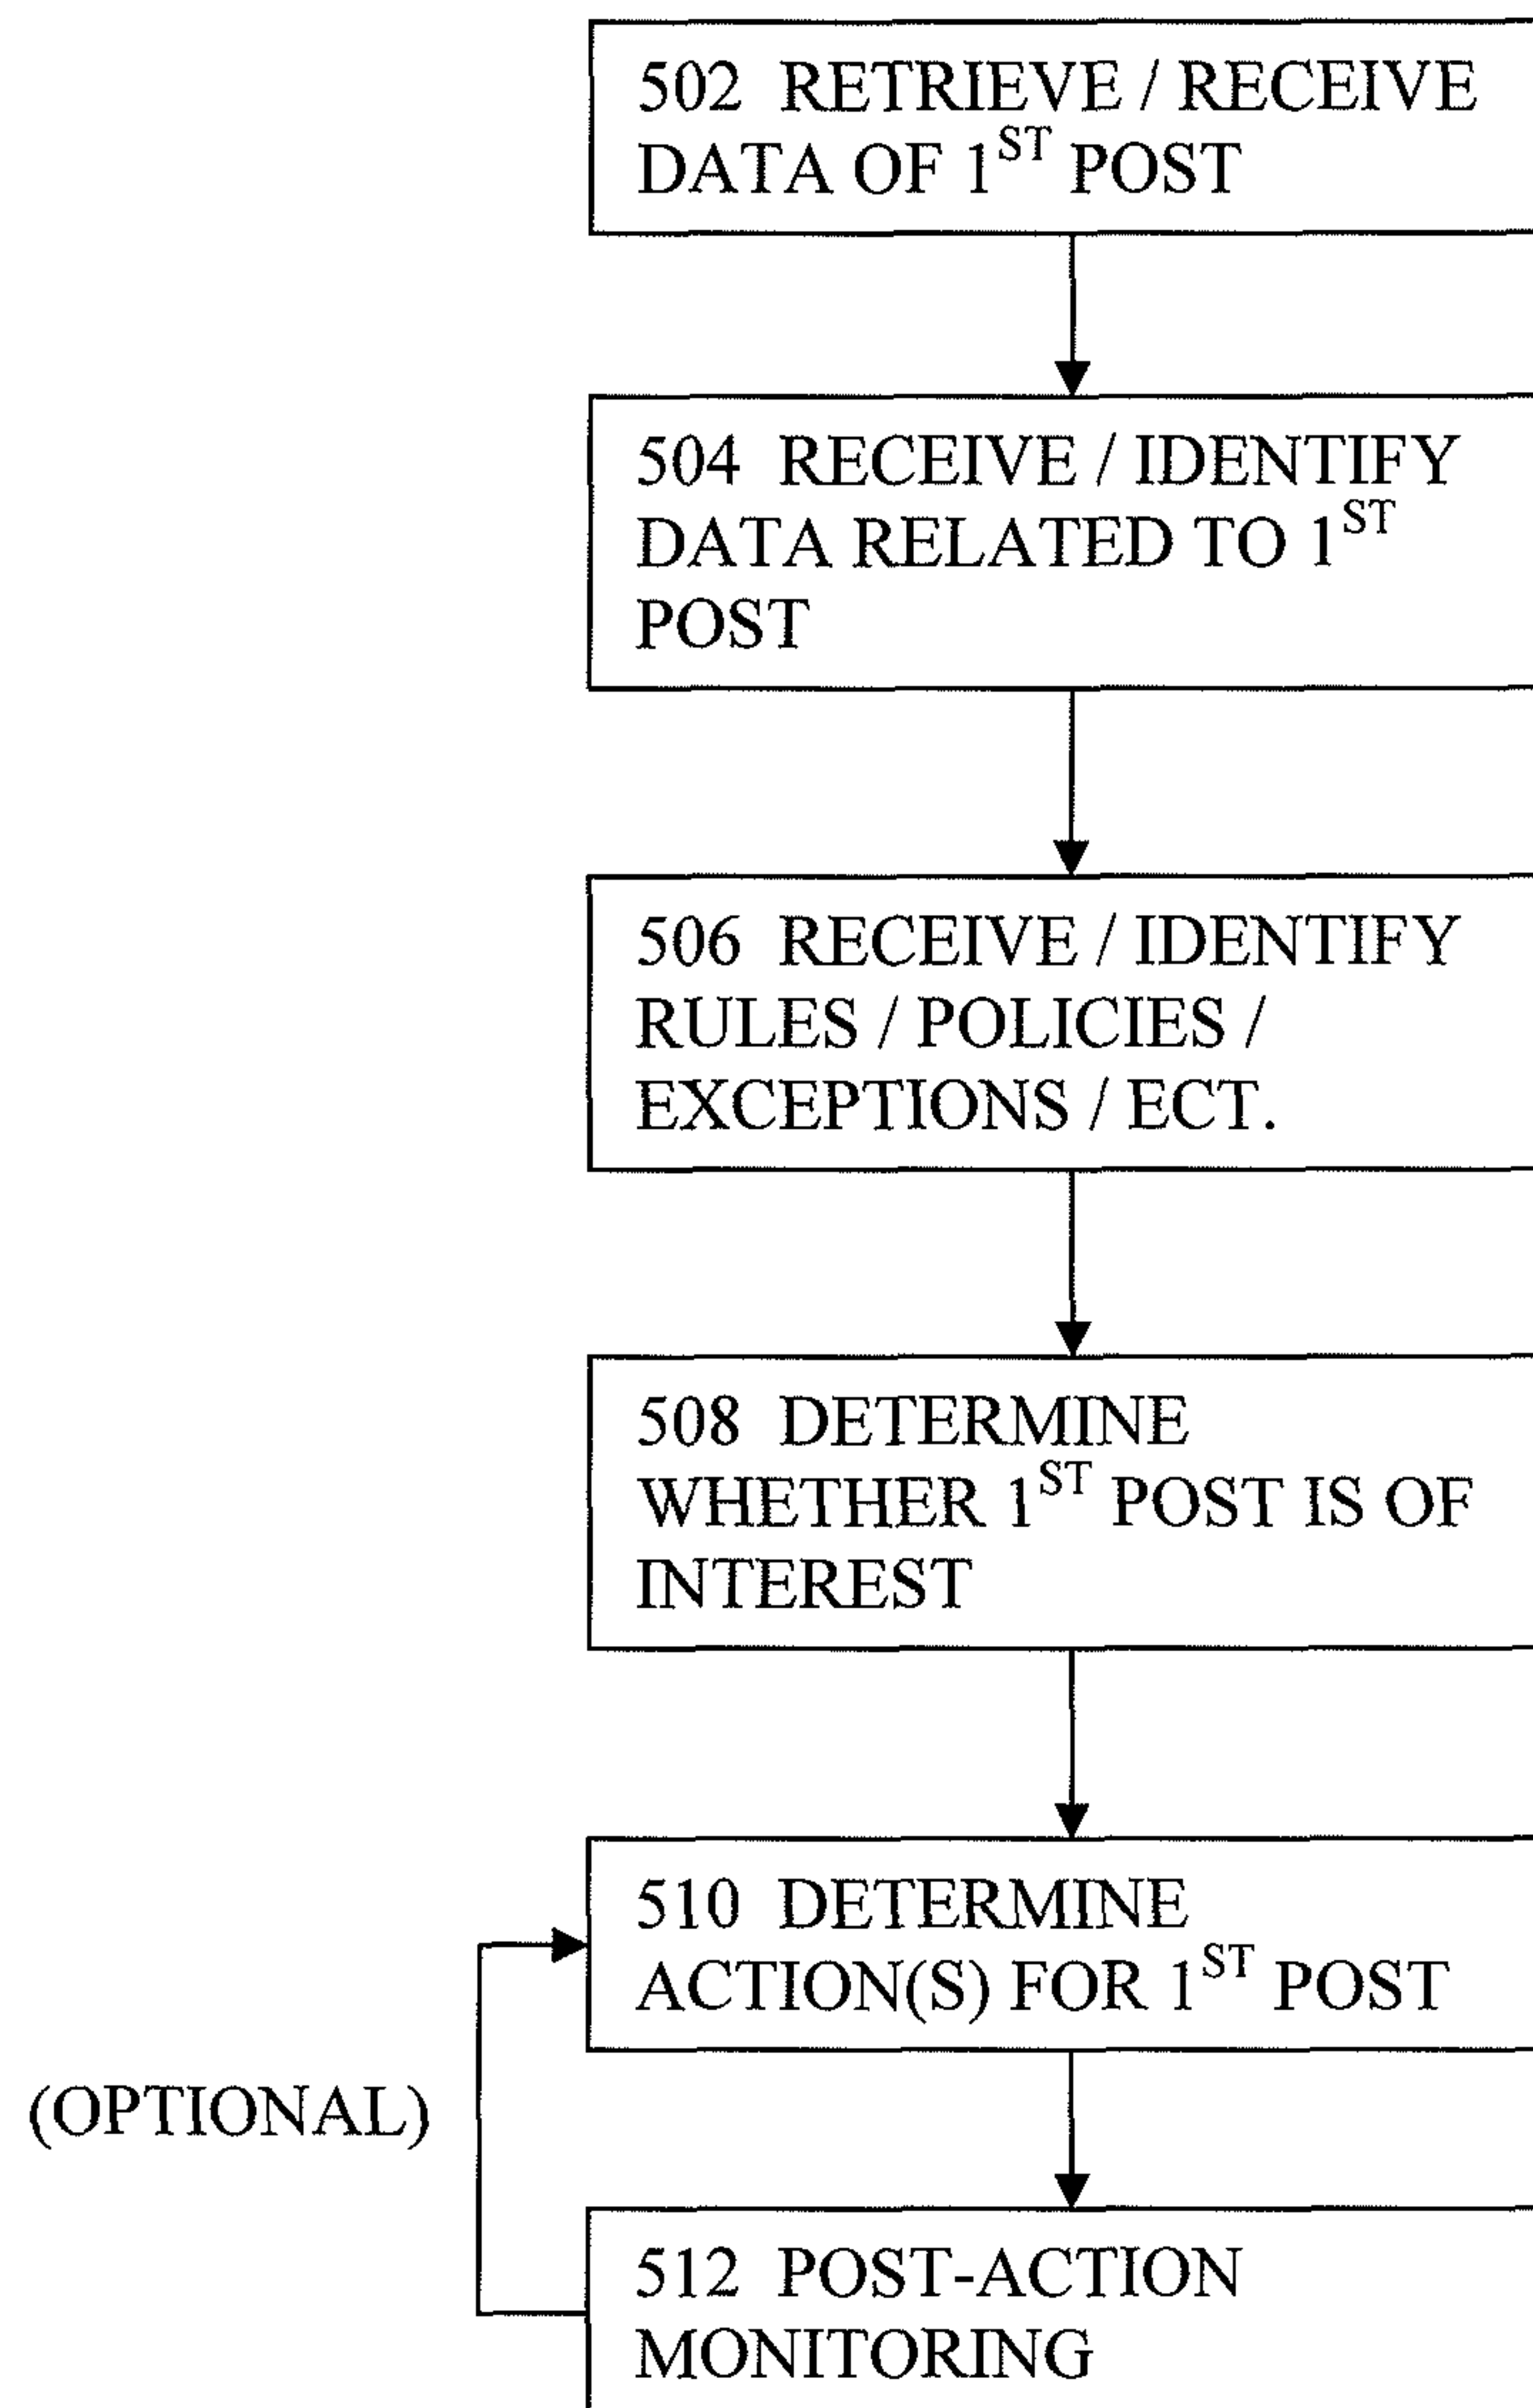 502 RETRIEVE / RECEIVE
DATA OF 1ST POST
504 RECEIVE / IDENTIFY
DATA RELATED TO 1ST
POST
506 RECEIVE / IDENTIFY
RULES / POLICIES /
EXCEPTIONS / ECT.
508 DETERMINE
WHETHER 1ST POST IS OF
INTEREST
510 DETERMINE
ACTION(S) FOR 1ST POST
(OPTIONAL)
512 POST-ACTION
MONITORING